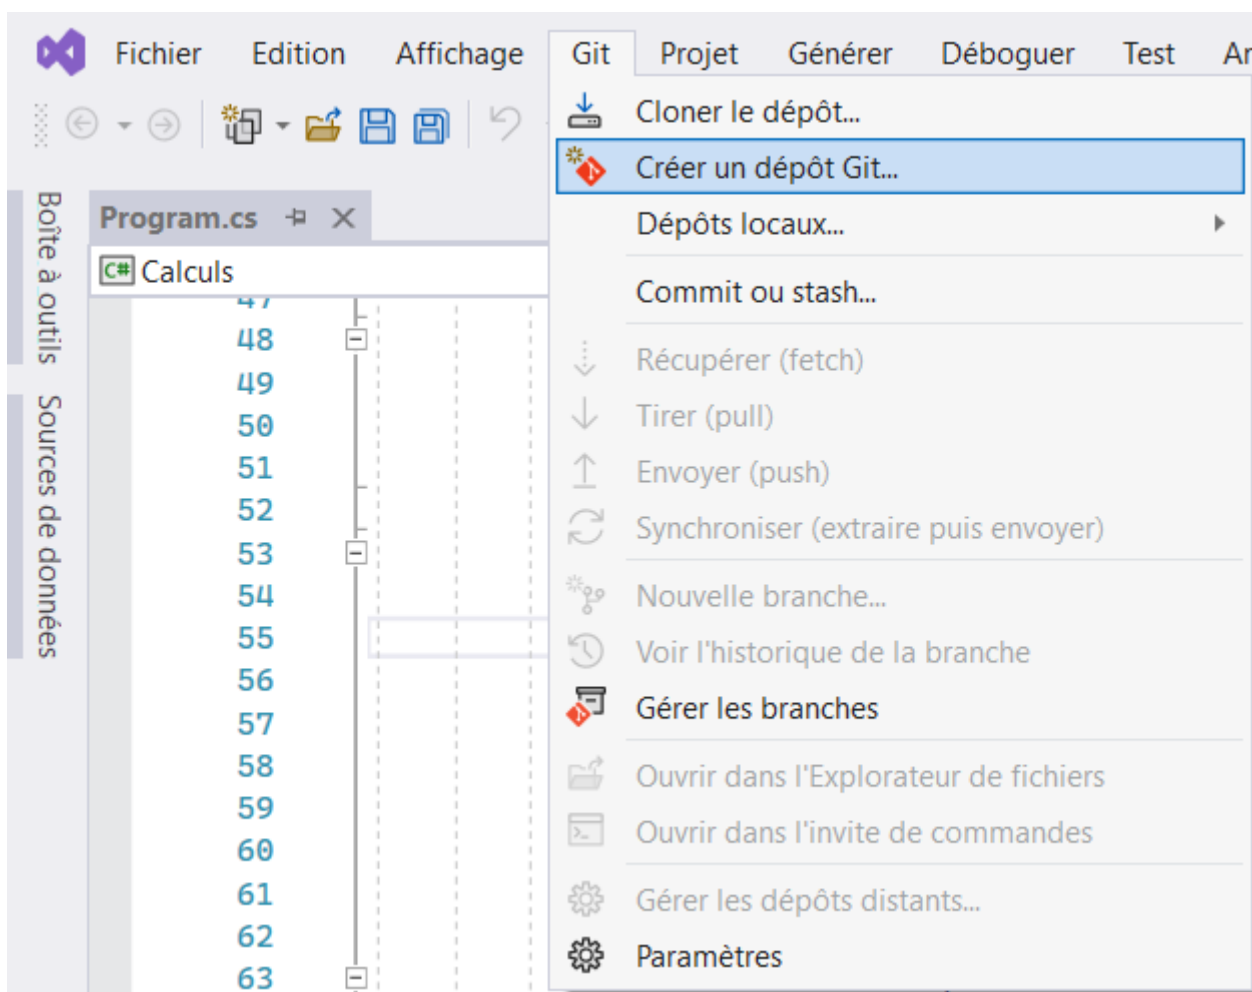 Fichier Edition Affichage Git Projet Générer Déboguer Test
Cloner le dépôt...
Créer un dépôt Git...
Dépôts locaux...
Commit ou stash...
Récupérer (fetch)
Tirer (pull)
Envoyer (push)
Synchroniser (extraire puis envoyer)
Nouvelle branche...
Voir l'historique de la branche
Gérer les branches
Ouvrir dans l'Explorateur de fichiers
Ouvrir dans l'invite de commandes
Gérer les dépôts distants...
Paramètres
Boîte à outils
Sources de données
Program.cs
C# Calculs
47
48
49
50
51
52
53
54
55
56
57
58
59
60
61
62
63